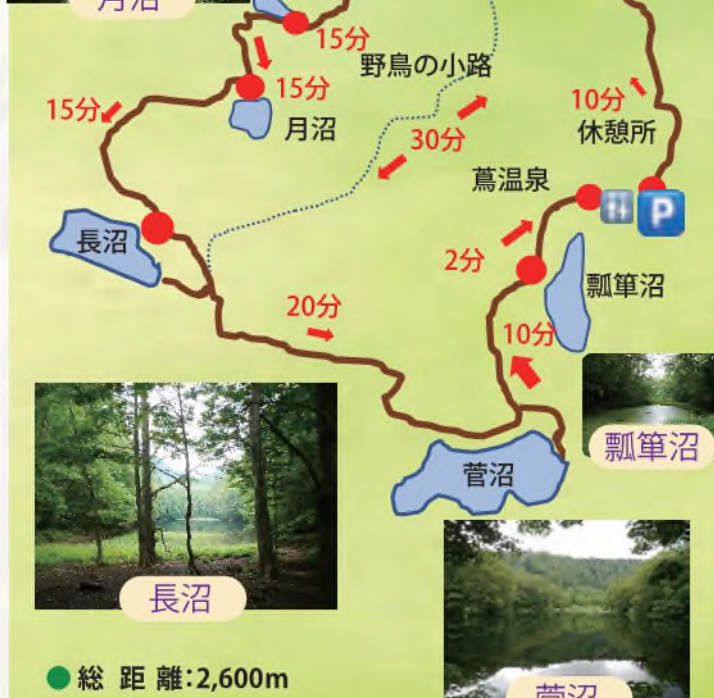 月沼
15分
野鳥の小路
15分
10分
15分
月沼
30分
休憩所
蔦温泉
P
長沼
2分
瓢箪沼
20分
10分
瓢箪沼
菅沼
長沼
● 総 距 離:2,600m
菅沼